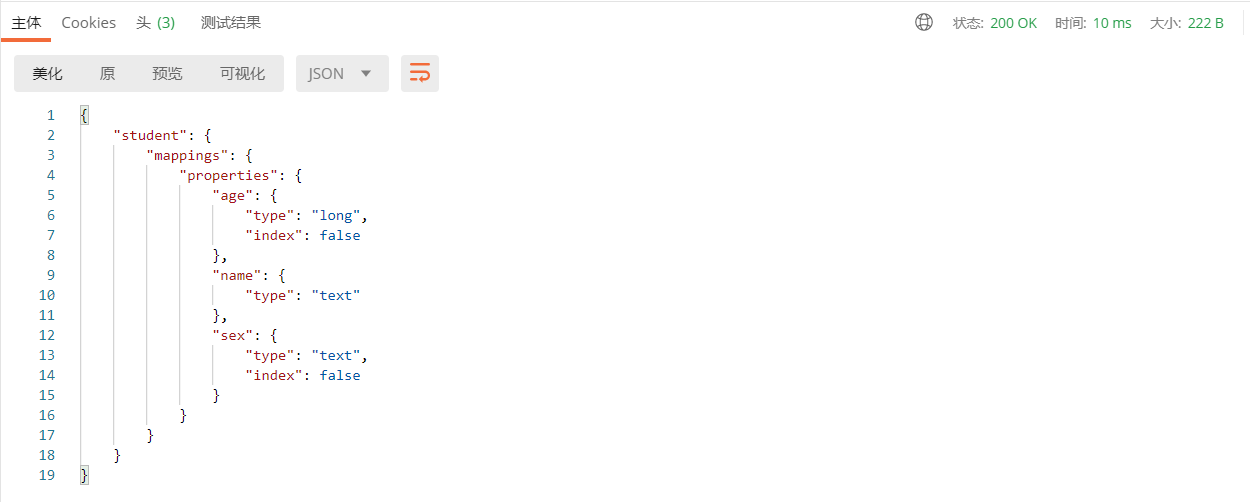 主体 Cookies 头 (3) 测试结果 状态: 200 OK 时间: 10 ms 大小: 222 B
美化 原 预览 可视化 JSON
1 {
2 "student": {
3 "mappings": {
4 "properties": {
5 "age": {
6 "type": "long",
7 "index": false
8 },
9 "name": {
10 "type": "text"
11 },
12 "sex": {
13 "type": "text",
14 "index": false
15 }
16 }
17 }
18 }
19 }